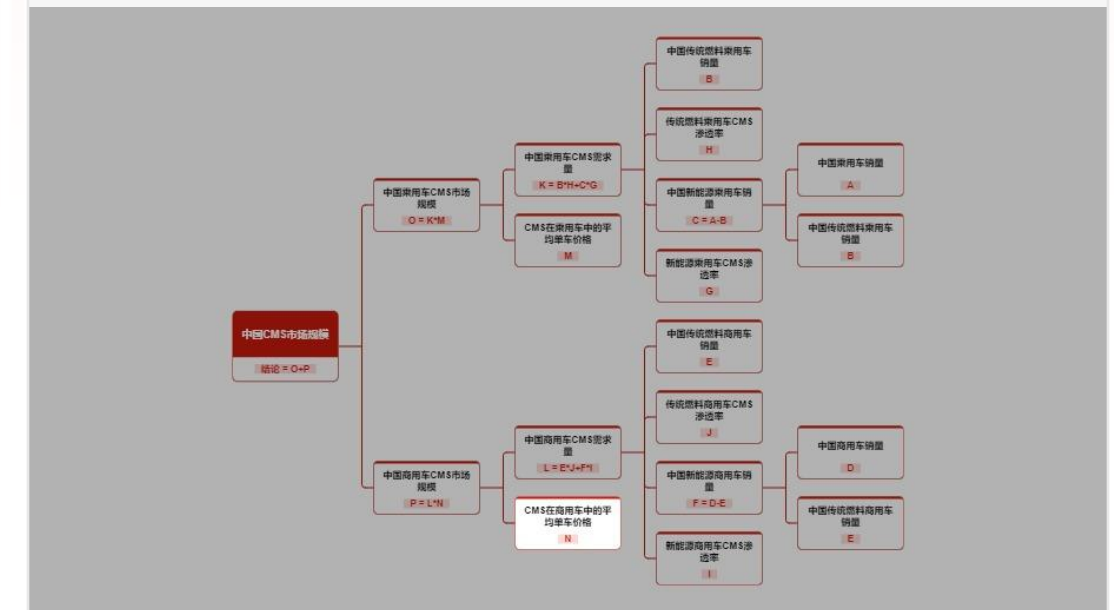 中国传统燃料乘用车
销量
B
传统燃料乘用车CMS
渗透率
H
中国乘用车CMS需求
量
K = B*H+C*G
中国乘用车销量
A
中国乘用车CMS市场
规模
O = K*M
中国新能源乘用车销
量
C = A-B
CMS在乘用车中的平
均单车价格
M
中国传统燃料乘用车
销量
B
新能源乘用车CMS渗
透率
G
中国CMS市场规模
结论 = O+P
中国传统燃料商用车
销量
E
传统燃料商用车CMS
渗透率
J
中国商用车CMS需求
量
L = E*J+F*I
中国商用车销量
D
中国商用车CMS市场
规模
P = L*N
中国新能源商用车销
量
F = D-E
CMS在商用车中的平
均单车价格
N
中国传统燃料商用车
销量
E
新能源商用车CMS渗
透率
I